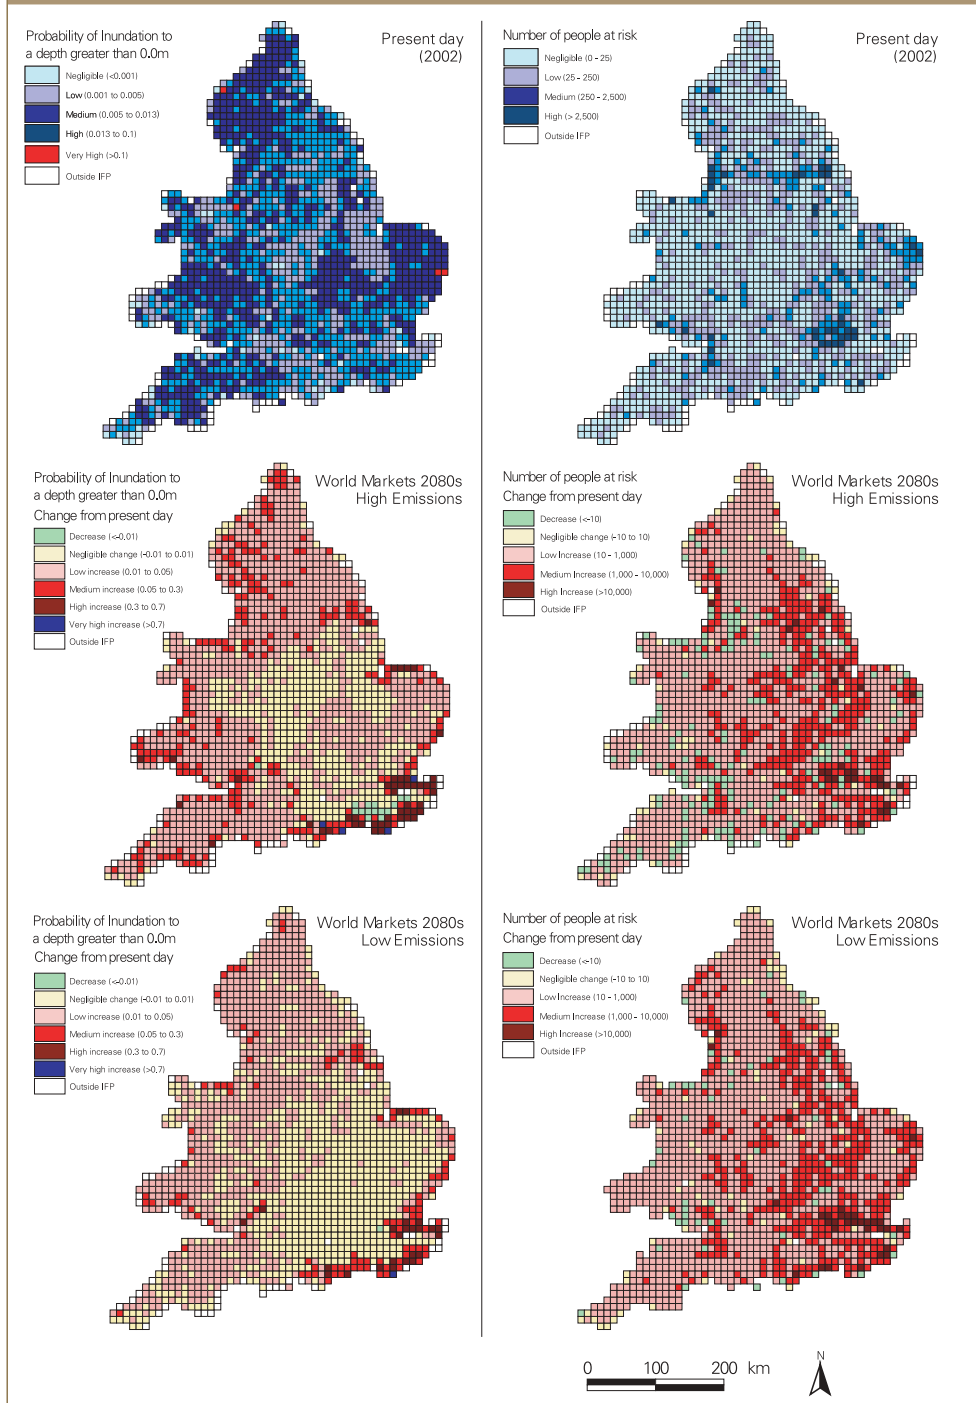 Probability of Inundation to
a depth greater than 0.0m
Negligible (<0.001)
Low (0.001 to 0.005)
Medium (0.005 to 0.013)
High (0.013 to 0.1)
Very High (>0.1)
Outside IFP
Present day
(2002)
Number of people at risk
Negligible (0 - 25)
Low (25 - 250)
Medium (250 - 2,500)
High (> 2,500)
Outside IFP
Present day
(2002)
Probability of Inundation to
a depth greater than 0.0m
Change from present day
Decrease (<-0.01)
Negligible change (-0.01 to 0.01)
Low increase (0.01 to 0.05)
Medium increase (0.05 to 0.3)
High increase (0.3 to 0.7)
Very high increase (>0.7)
Outside IFP
World Markets 2080s
High Emissions
Number of people at risk
Change from present day
Decrease (<-10)
Negligible change (-10 to 10)
Low Increase (10 - 1,000)
Medium Increase (1,000 - 10,000)
High Increase (>10,000)
Outside IFP
World Markets 2080s
High Emissions
Probability of Inundation to
a depth greater than 0.0m
Change from present day
Decrease (<-0.01)
Negligible change (-0.01 to 0.01)
Low increase (0.01 to 0.05)
Medium increase (0.05 to 0.3)
High increase (0.3 to 0.7)
Very high increase (>0.7)
Outside IFP
World Markets 2080s
Low Emissions
Number of people at risk
Change from present day
Decrease (<-10)
Negligible change (-10 to 10)
Low Increase (10 - 1,000)
Medium Increase (1,000 - 10,000)
High Increase (>10,000)
Outside IFP
World Markets 2080s
Low Emissions
0 100 200 km
N